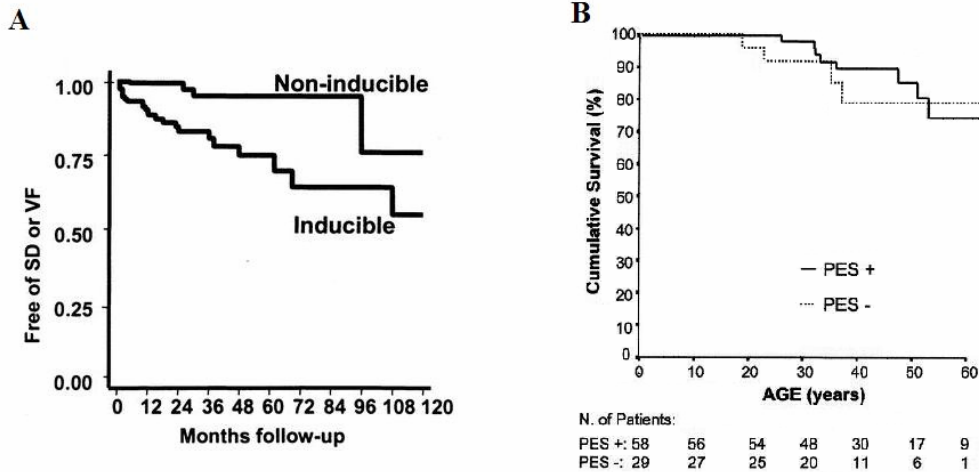 A
1.00
0.75
0.50
0.25
0.00
Free of SD or VF
Non-inducible
Inducible
0 12 24 36 48 60 72 84 96 108 120
Months follow-up
B
100
90
80
70
60
50
40
30
20
10
0
Cumulative Survival (%)
PES +
PES -
0 10 20 30 40 50 60
AGE (years)
N. of Patients:
PES +: 58 56 54 48 30 17 9
PES -: 29 27 25 20 11 6 1